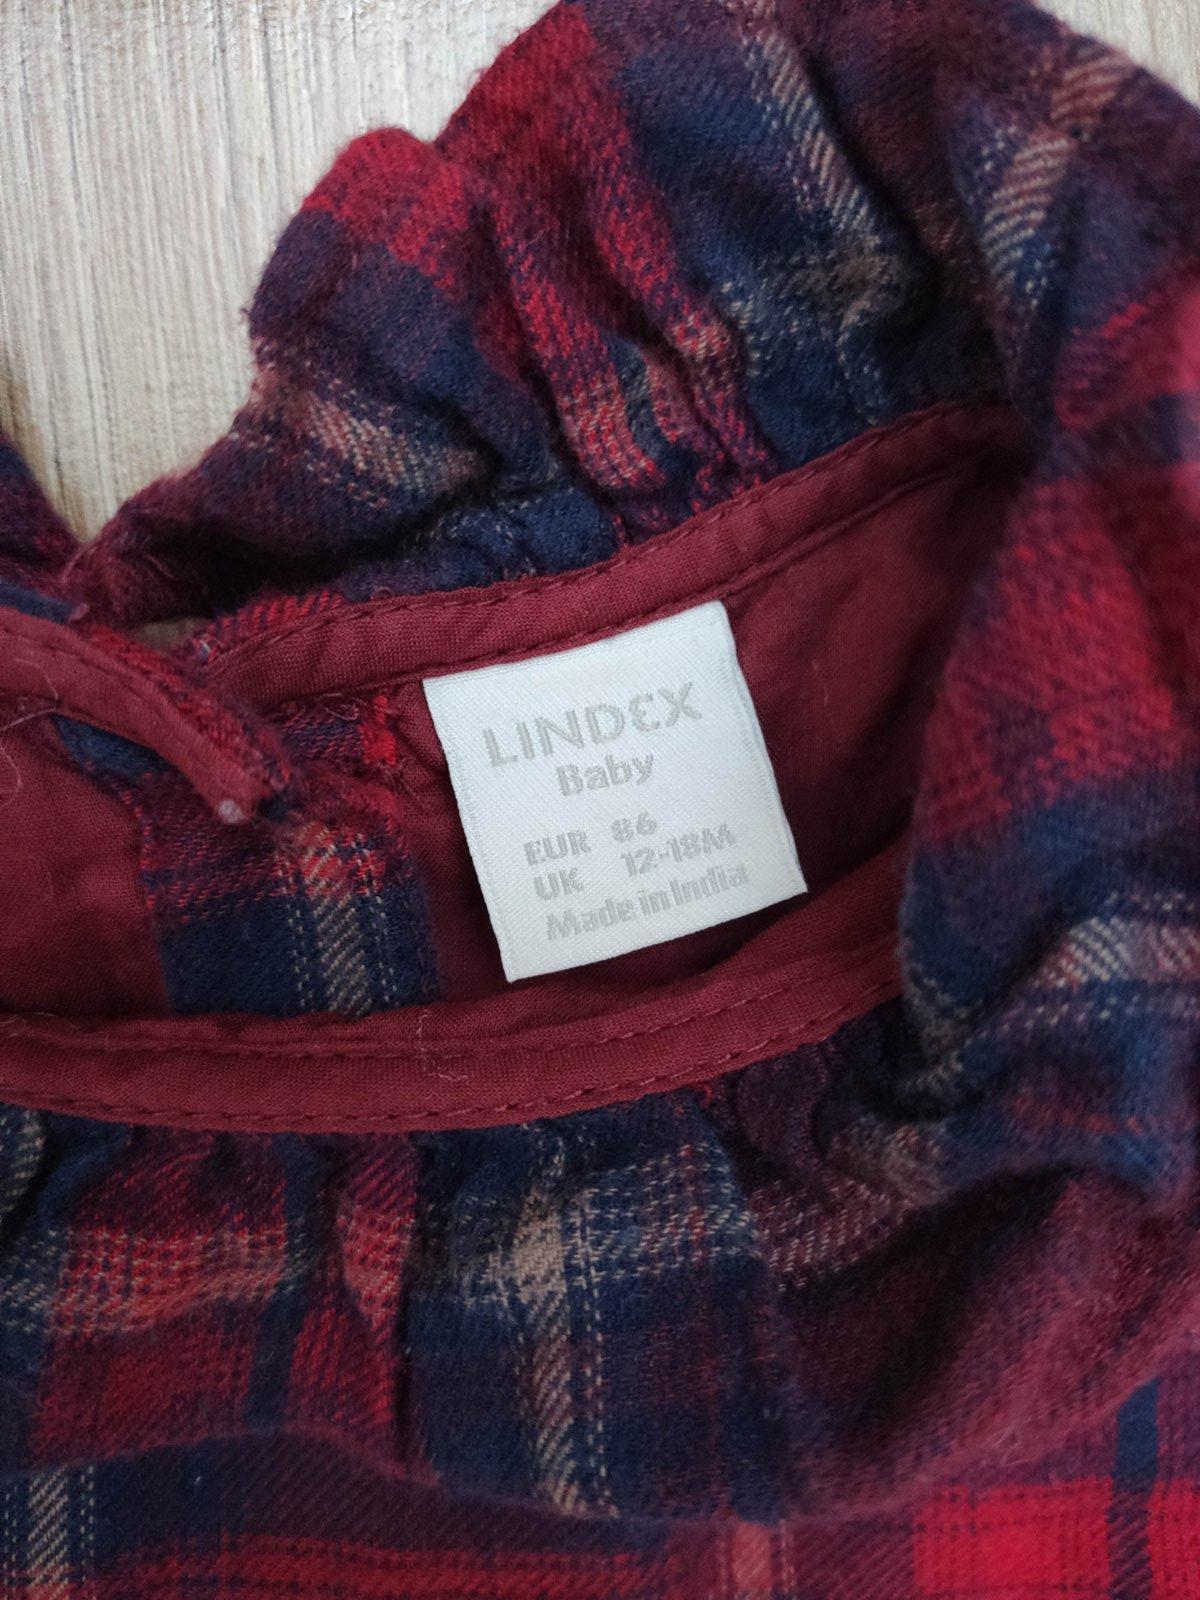 LINDEX
Baby
EUR 86
UK 12-18M
Made in India